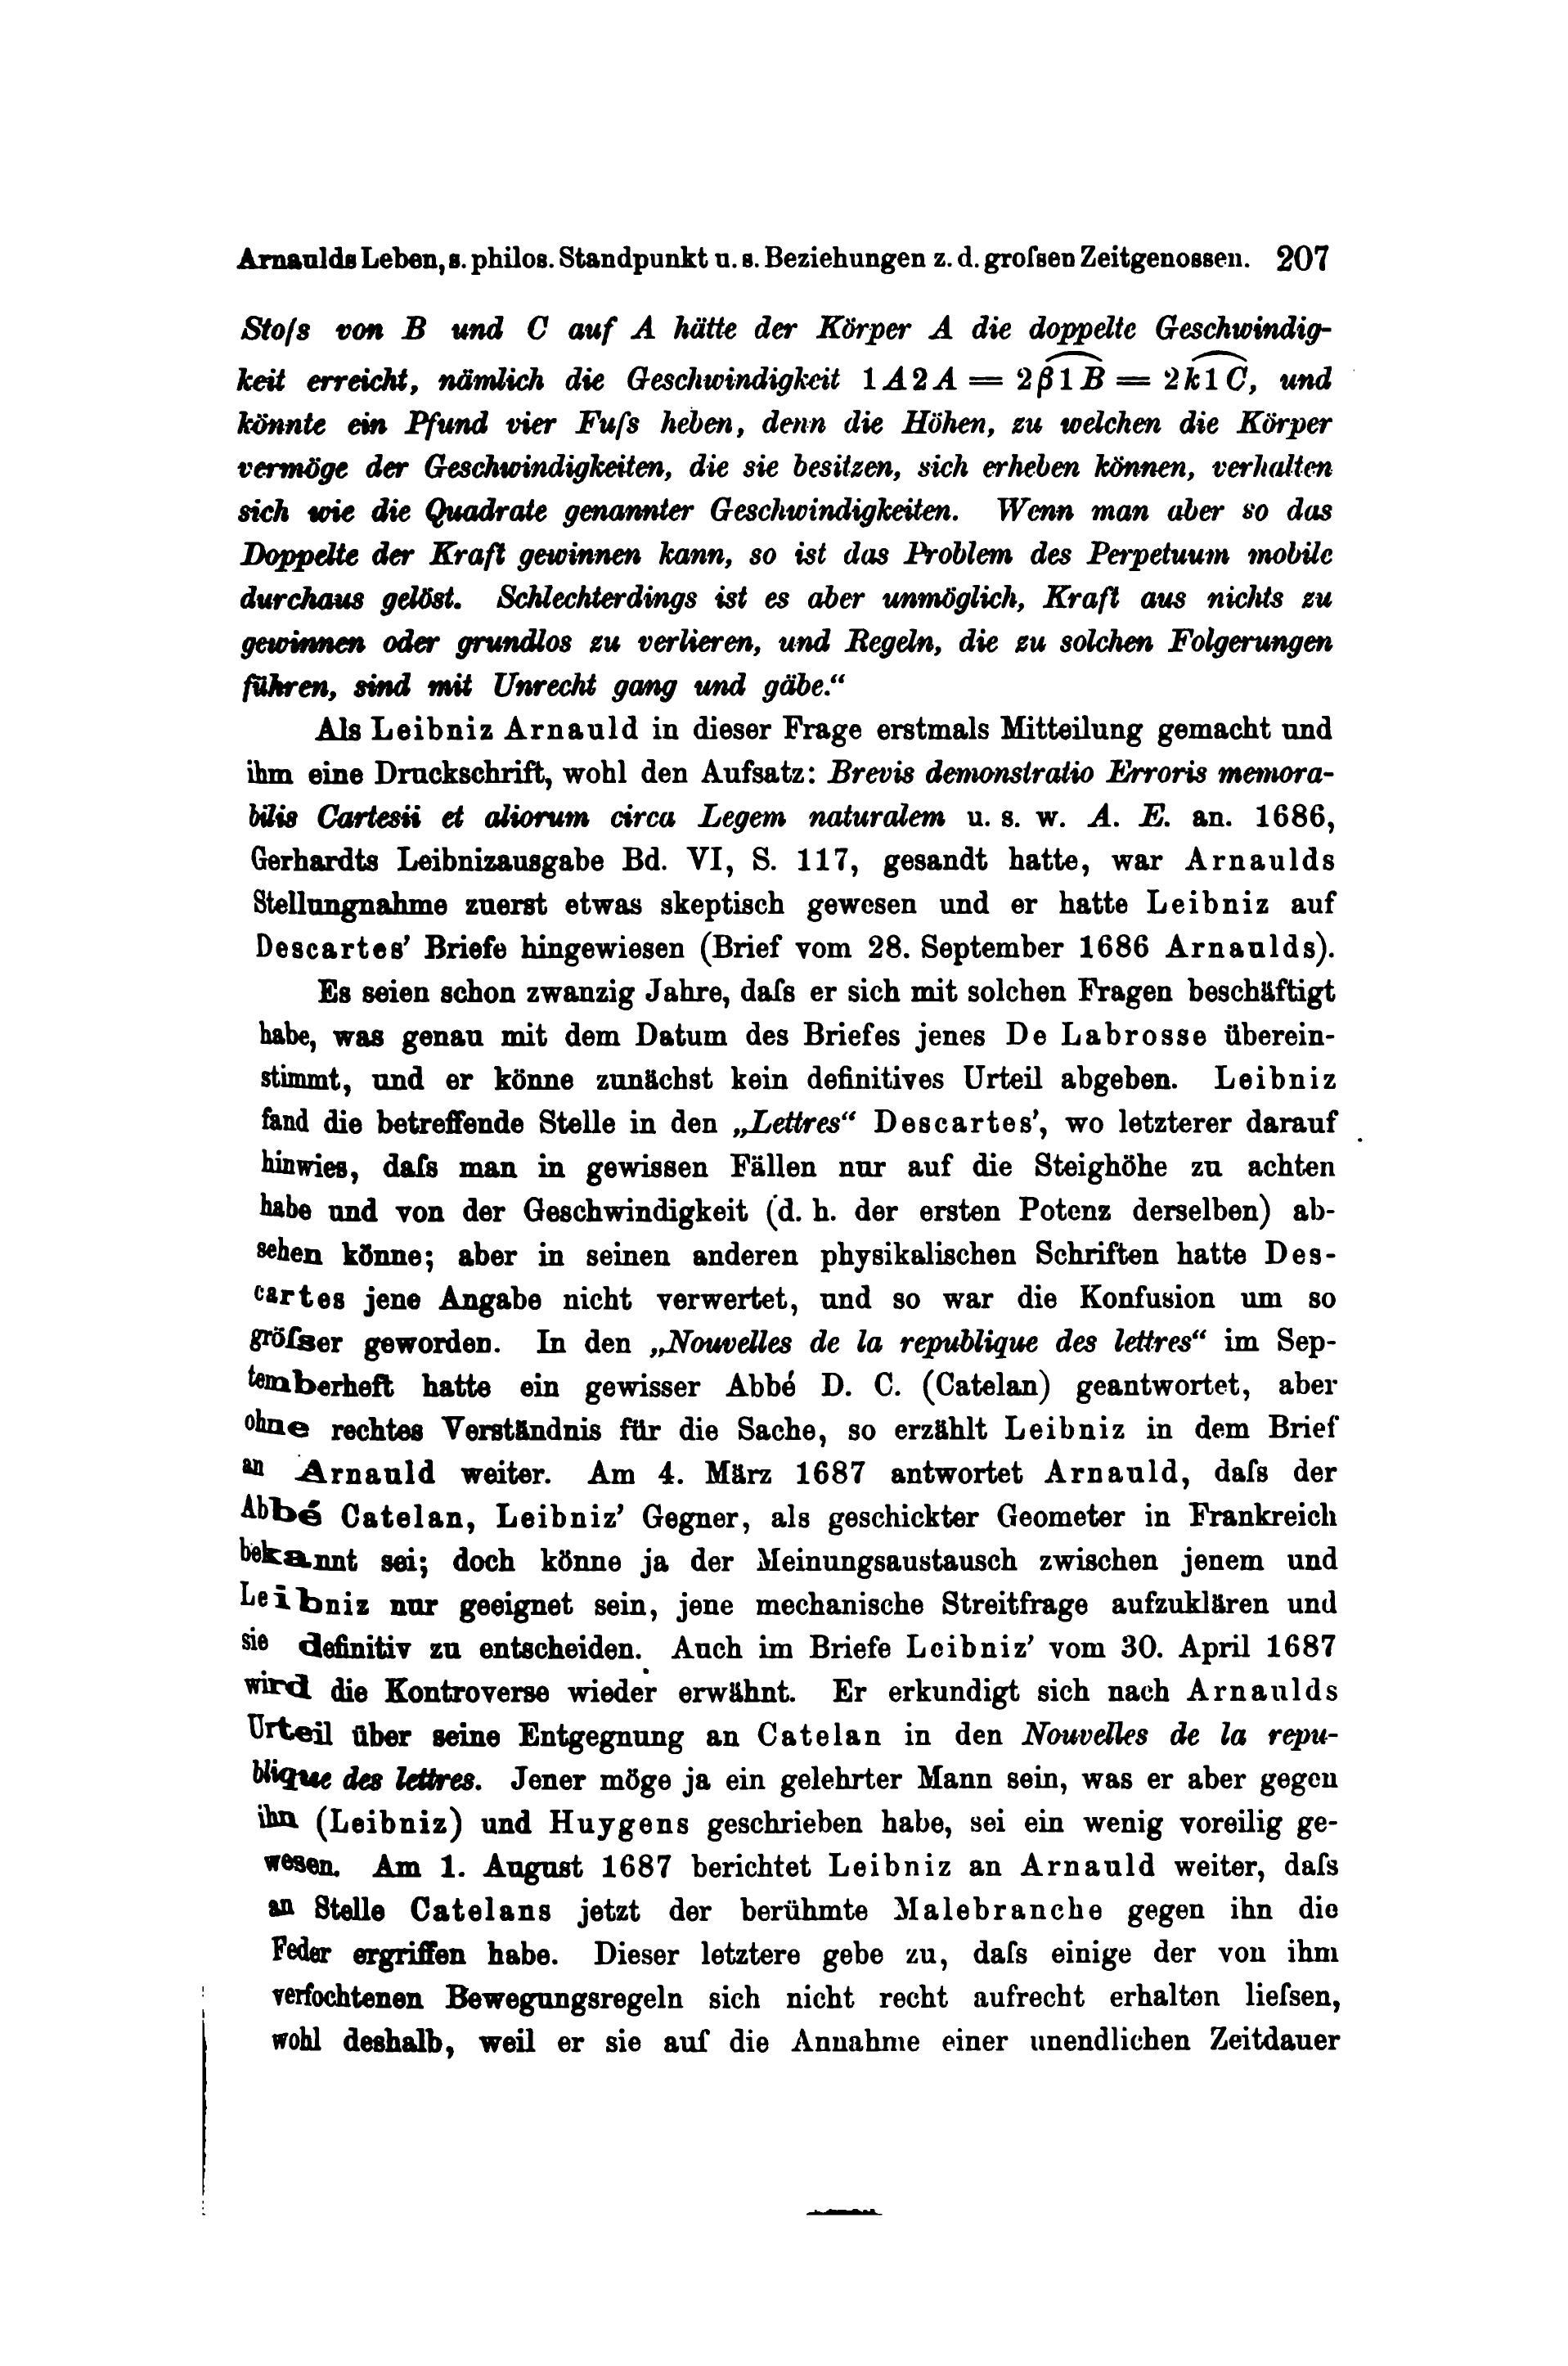 Arnaulds Leben, s. philos. Standpunkt u. s. Beziehungen z. d. groſsen Zeitgenossen. 207
Stoſs von B und C auf A hätte der Körper A die doppelte Geschwindig-
keit erreicht, nämlich die Geschwindigkeit 1A2A = 2β1B = 2k1C, und
könnte ein Pfund vier Fuſs heben, denn die Höhen, zu welchen die Körper
vermöge der Geschwindigkeiten, die sie besitzen, sich erheben können, verhalten
sich wie die Quadrate genannter Geschwindigkeiten. Wenn man aber so das
Doppelte der Kraft gewinnen kann, so ist das Problem des Perpetuum mobile
durchaus gelöst. Schlechterdings ist es aber unmöglich, Kraft aus nichts zu
gewinnen oder grundlos zu verlieren, und Regeln, die zu solchen Folgerungen
führen, sind mit Unrecht gang und gäbe.“
Als Leibniz Arnauld in dieser Frage erstmals Mitteilung gemacht und
ihm eine Druckschrift, wohl den Aufsatz: Brevis demonstratio Erroris memora-
bilis Cartesii et aliorum circa Legem naturalem u. s. w. A. E. an. 1686,
Gerhardts Leibnizausgabe Bd. VI, S. 117, gesandt hatte, war Arnaulds
Stellungnahme zuerst etwas skeptisch gewesen und er hatte Leibniz auf
Descartes’ Briefe hingewiesen (Brief vom 28. September 1686 Arnaulds).
Es seien schon zwanzig Jahre, daſs er sich mit solchen Fragen beschäftigt
habe, was genau mit dem Datum des Briefes jenes De Labrosse überein-
stimmt, und er könne zunächst kein definitives Urteil abgeben. Leibniz
fand die betreffende Stelle in den „Lettres“ Descartes’, wo letzterer darauf
hinwies, daſs man in gewissen Fällen nur auf die Steighöhe zu achten
habe und von der Geschwindigkeit (d. h. der ersten Potenz derselben) ab-
sehen könne; aber in seinen anderen physikalischen Schriften hatte Des-
cartes jene Angabe nicht verwertet, und so war die Konfusion um so
gröſser geworden. In den „Nouvelles de la republique des lettres“ im Sep-
temberheft hatte ein gewisser Abbé D. C. (Catelan) geantwortet, aber
ohne rechtes Verständnis für die Sache, so erzählt Leibniz in dem Brief
an Arnauld weiter. Am 4. März 1687 antwortet Arnauld, daſs der
Abbé Catelan, Leibniz’ Gegner, als geschickter Geometer in Frankreich
bekannt sei; doch könne ja der Meinungsaustausch zwischen jenem und
Leibniz nur geeignet sein, jene mechanische Streitfrage aufzuklären und
sie definitiv zu entscheiden. Auch im Briefe Leibniz’ vom 30. April 1687
wird die Kontroverse wieder erwähnt. Er erkundigt sich nach Arnaulds
Urteil über seine Entgegnung an Catelan in den Nouvelles de la repu-
blique des lettres. Jener möge ja ein gelehrter Mann sein, was er aber gegen
ihn (Leibniz) und Huygens geschrieben habe, sei ein wenig voreilig ge-
wesen. Am 1. August 1687 berichtet Leibniz an Arnauld weiter, daſs
an Stelle Catelans jetzt der berühmte Malebranche gegen ihn die
Feder ergriffen habe. Dieser letztere gebe zu, daſs einige der von ihm
verfochtenen Bewegungsregeln sich nicht recht aufrecht erhalten lieſsen,
wohl deshalb, weil er sie auf die Annahme einer unendlichen Zeitdauer